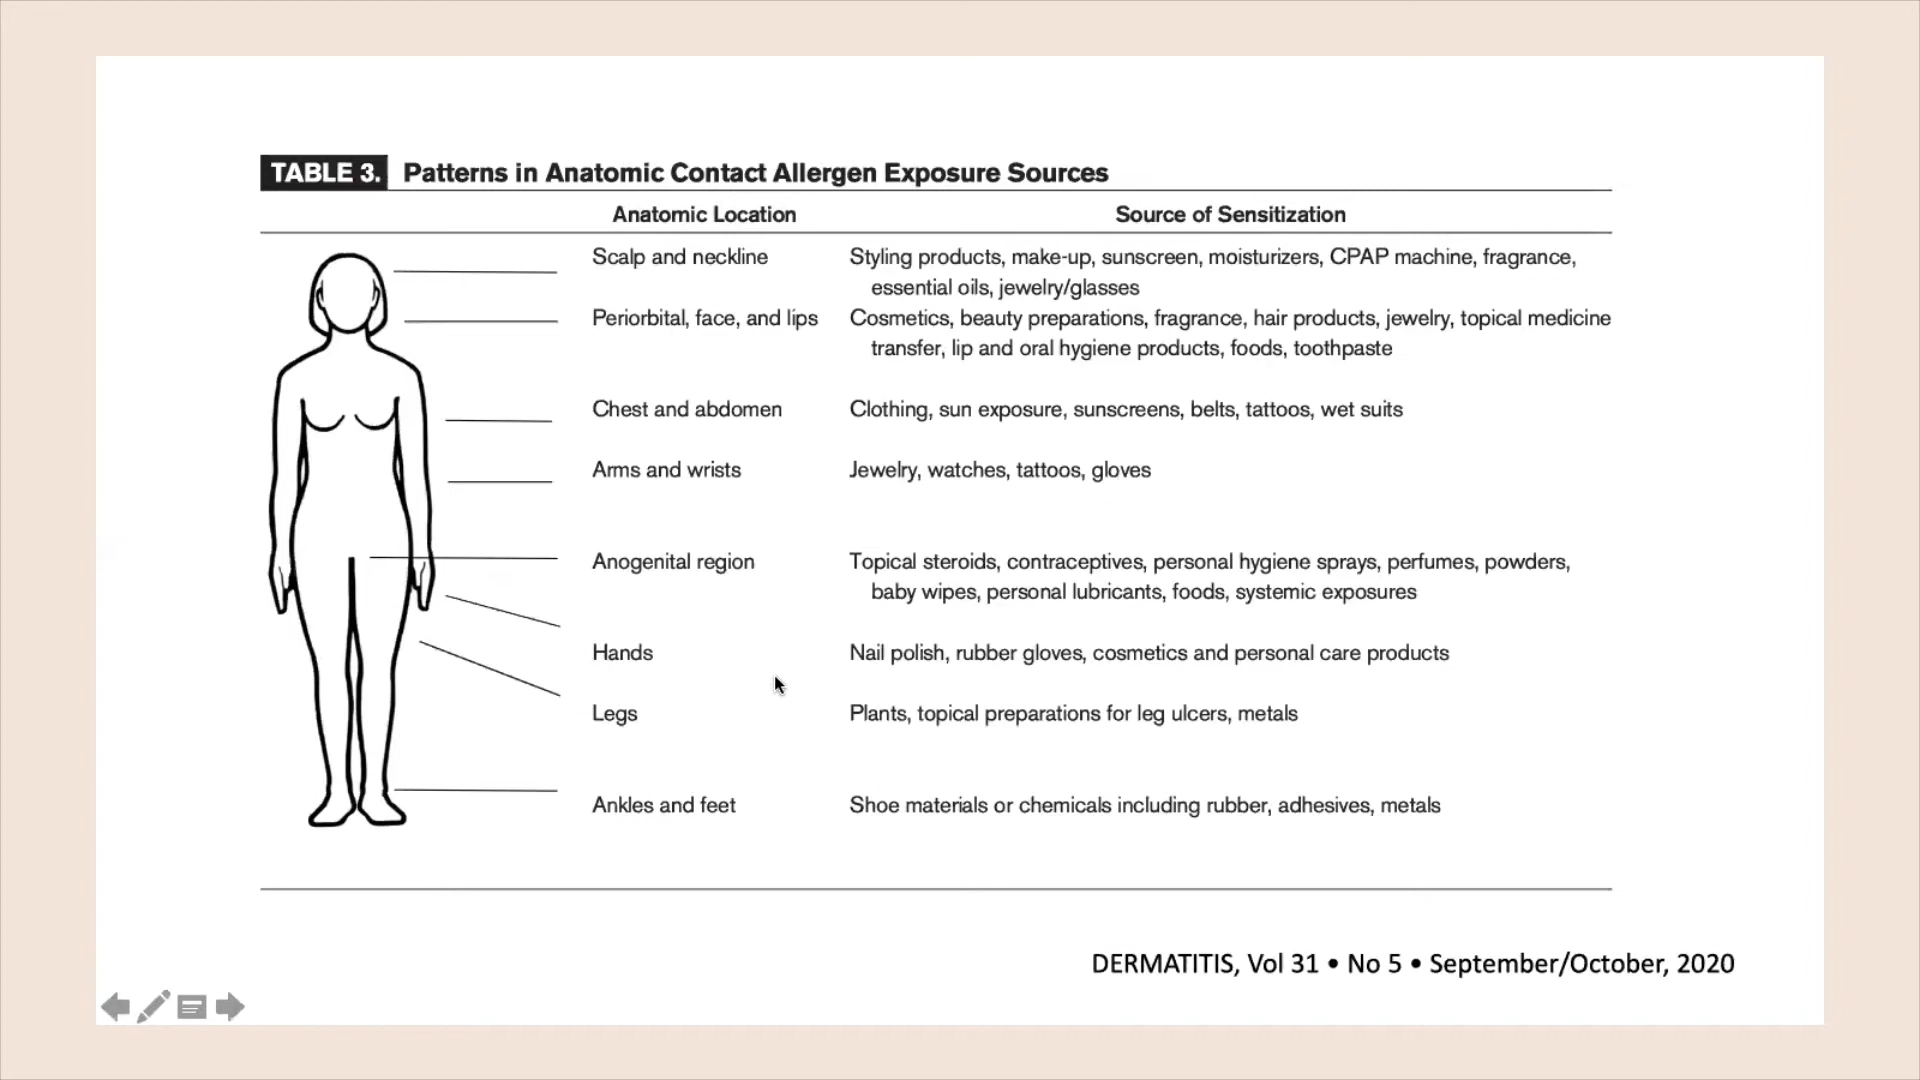 TABLE 3. Patterns in Anatomic Contact Allergen Exposure Sources
Anatomic Location Source of Sensitization
Scalp and neckline Styling products, make-up, sunscreen, moisturizers, CPAP machine, fragrance,
essential oils, jewelry/glasses
Periorbital, face, and lips Cosmetics, beauty preparations, fragrance, hair products, jewelry, topical medicine
transfer, lip and oral hygiene products, foods, toothpaste
Chest and abdomen Clothing, sun exposure, sunscreens, belts, tattoos, wet suits
Arms and wrists Jewelry, watches, tattoos, gloves
Anogenital region Topical steroids, contraceptives, personal hygiene sprays, perfumes, powders,
baby wipes, personal lubricants, foods, systemic exposures
Hands Nail polish, rubber gloves, cosmetics and personal care products
Legs Plants, topical preparations for leg ulcers, metals
Ankles and feet Shoe materials or chemicals including rubber, adhesives, metals
DERMATITIS, Vol 31 • No 5 • September/October, 2020